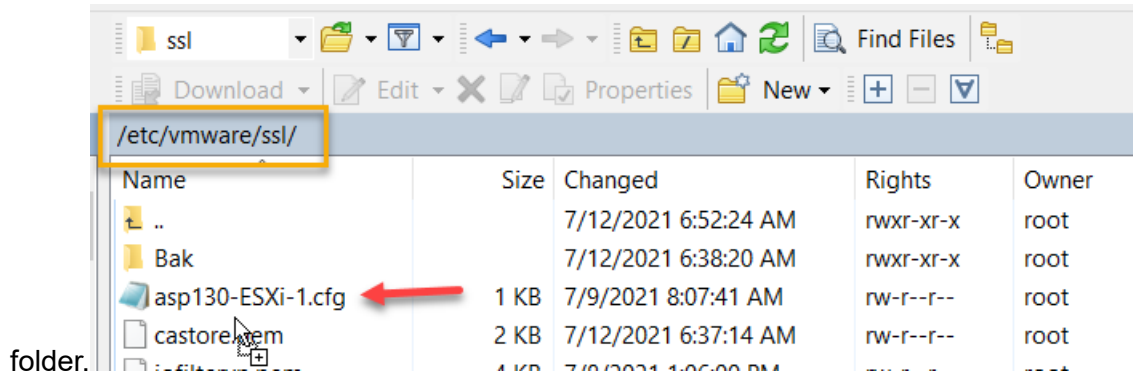 ssl Find Files
Download Edit Properties New
/etc/vmware/ssl/
Name Size Changed Rights Owner
.. 7/12/2021 6:52:24 AM rwxr-xr-x root
Bak 7/12/2021 6:38:20 AM rwxr-xr-x root
asp130-ESXi-1.cfg 1 KB 7/9/2021 8:07:41 AM rw-r--r-- root
castore. 2 KB 7/12/2021 6:37:14 AM rw-r--r-- root
folder.